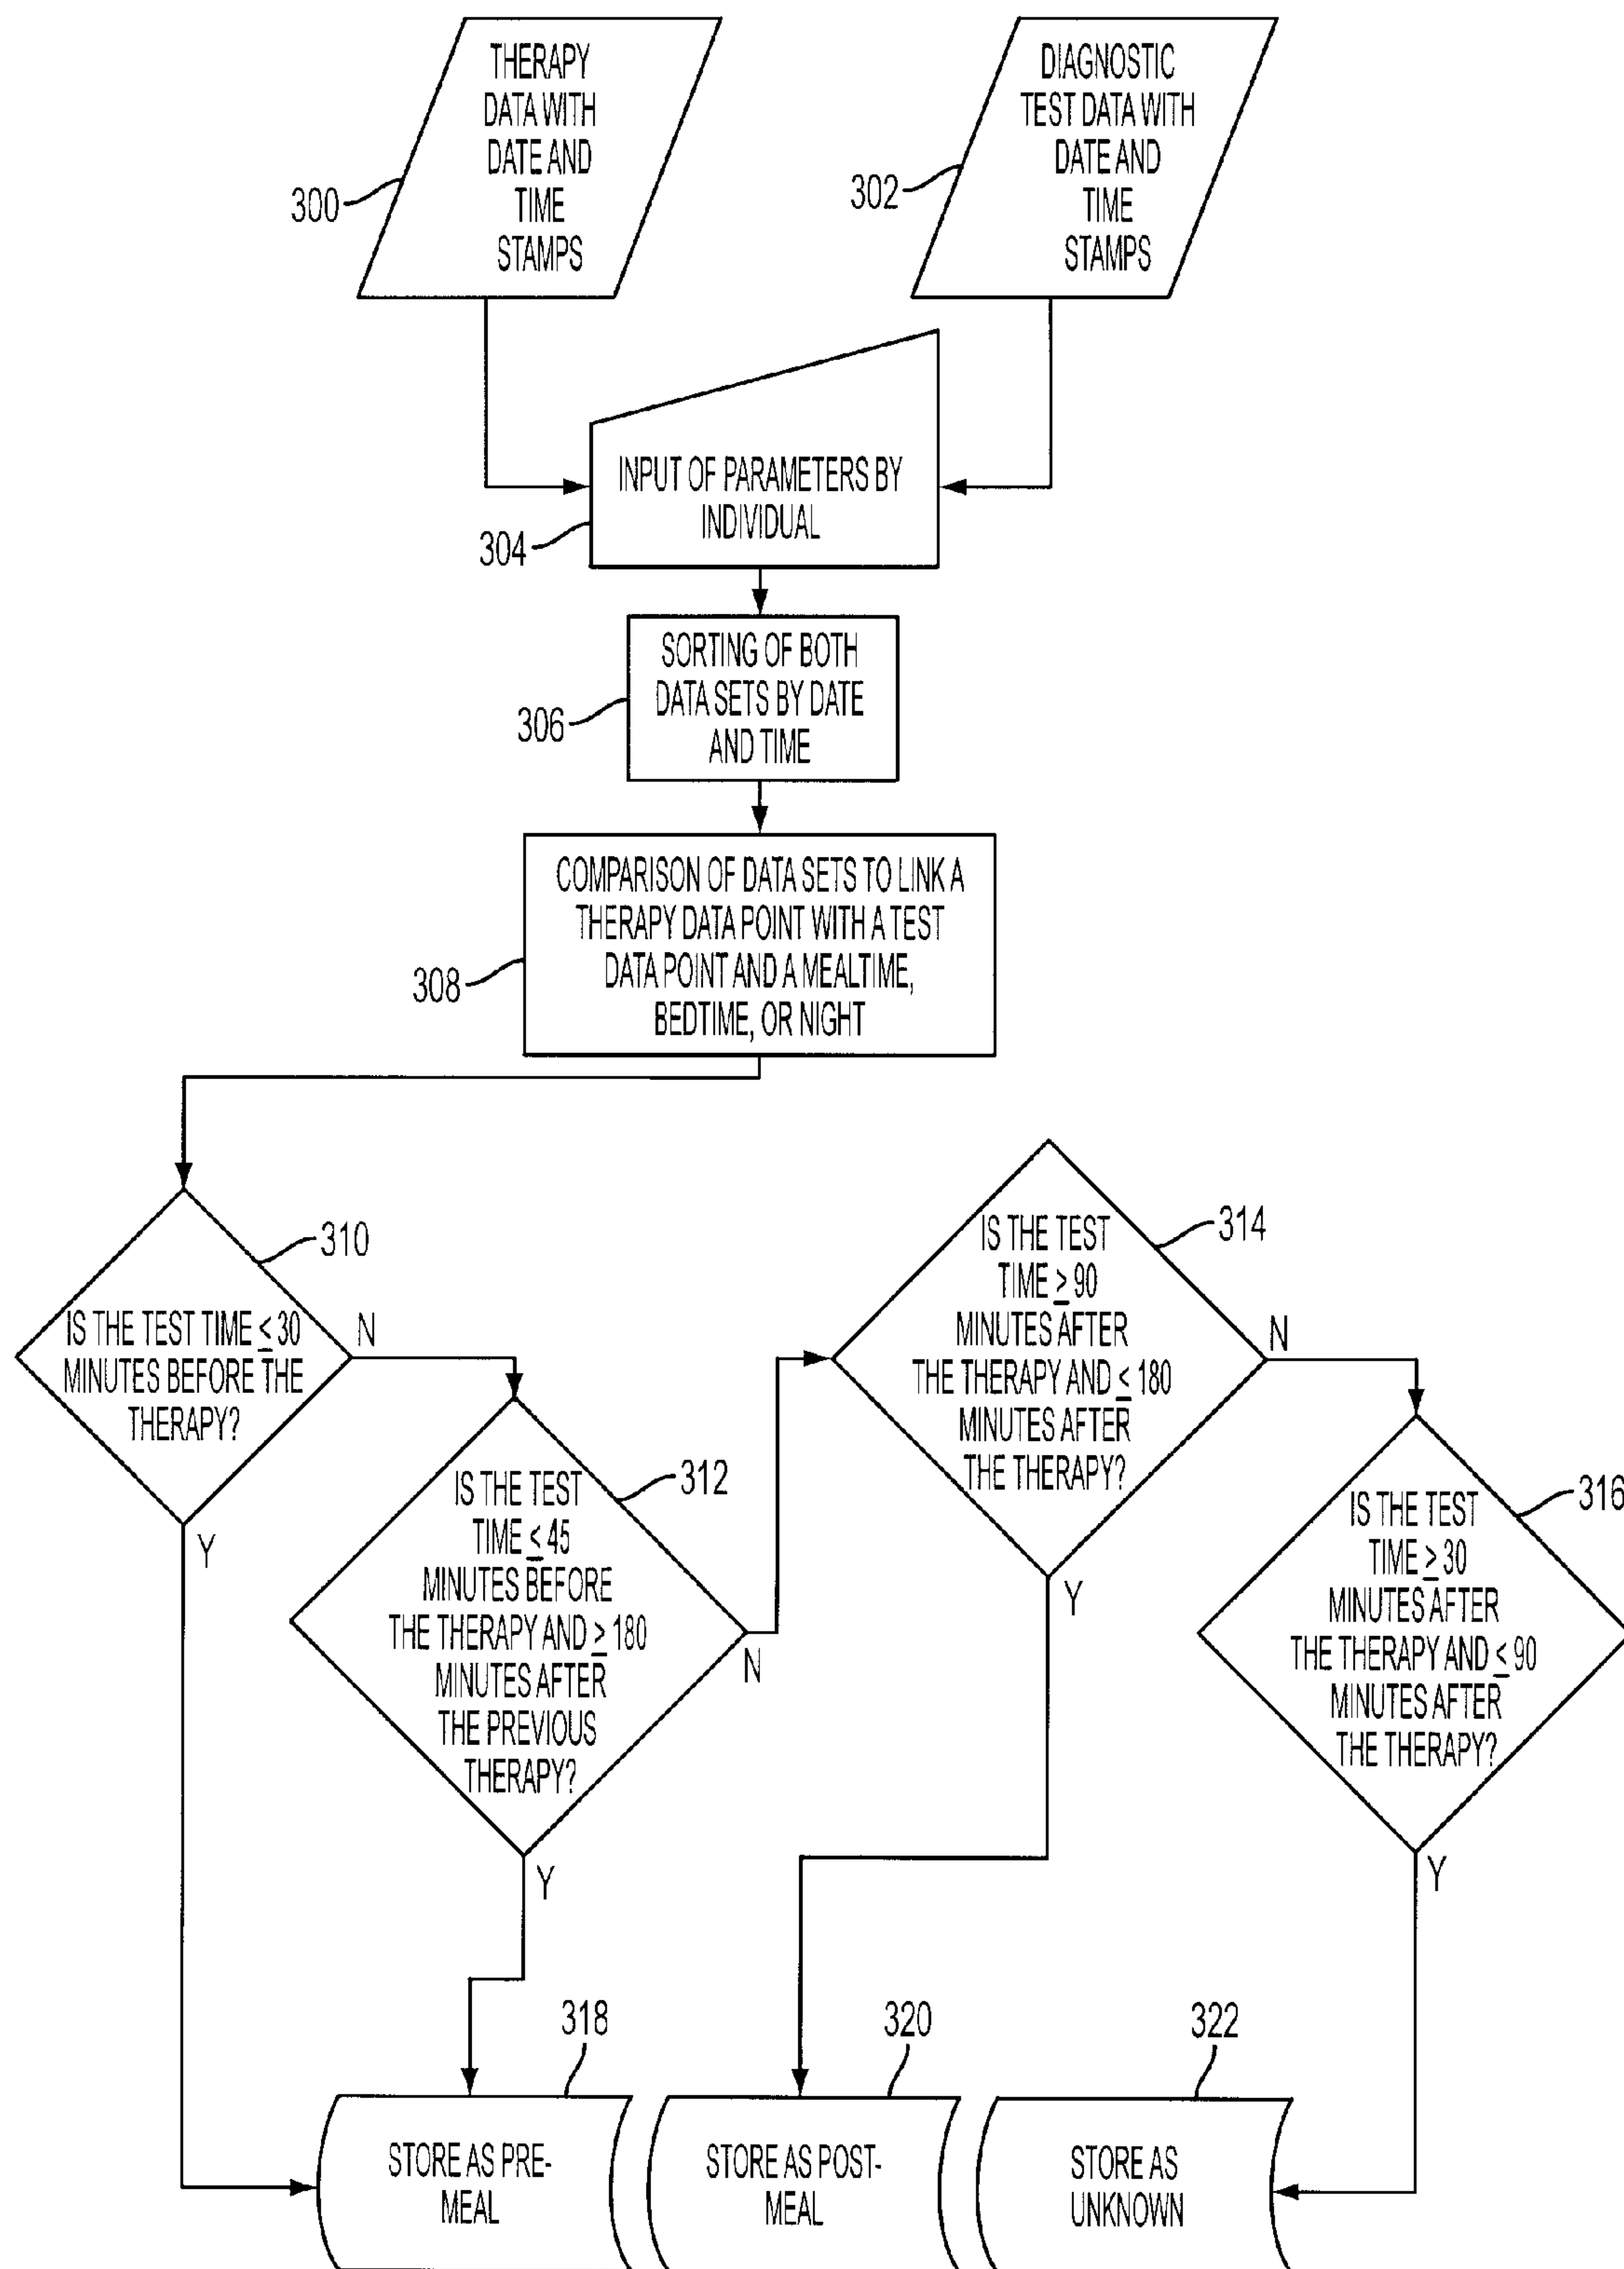 THERAPY
DATA WITH
DATE AND
TIME
STAMPS
300
DIAGNOSTIC
TEST DATA WITH
DATE AND
TIME
STAMPS
302
INPUT OF PARAMETERS BY
INDIVIDUAL
304
SORTING OF BOTH
DATA SETS BY DATE
AND TIME
306
COMPARISON OF DATA SETS TO LINK A
THERAPY DATA POINT WITH A TEST
DATA POINT AND A MEALTIME,
BEDTIME, OR NIGHT
308
310
IS THE TEST TIME ≤ 30
MINUTES BEFORE THE
THERAPY?
N
Y
312
IS THE TEST
TIME ≤ 45
MINUTES BEFORE
THE THERAPY AND ≥ 180
MINUTES AFTER
THE PREVIOUS
THERAPY?
N
Y
314
IS THE TEST
TIME ≥ 90
MINUTES AFTER
THE THERAPY AND ≤ 180
MINUTES AFTER
THE THERAPY?
N
Y
316
IS THE TEST
TIME ≥ 30
MINUTES AFTER
THE THERAPY AND ≤ 90
MINUTES AFTER
THE THERAPY?
Y
318
STORE AS PRE-
MEAL
320
STORE AS POST-
MEAL
322
STORE AS
UNKNOWN